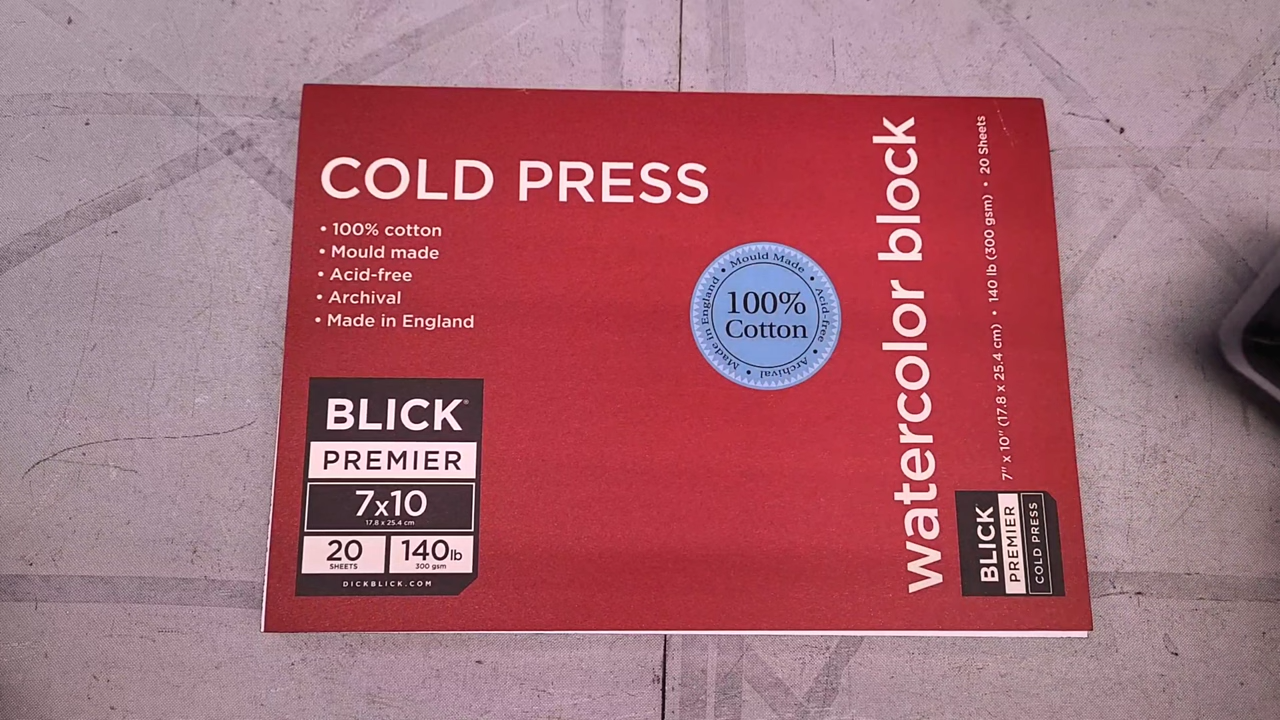 COLD PRESS
• 100% cotton
• Mould made
• Acid-free
• Archival
• Made in England
Mould Made • Acid-free • Archival • Made in England •
100%
Cotton
BLICK®
PREMIER
7x10
17.8 x 25.4 cm
20
SHEETS
140lb
300 gsm
DICKBLICK.COM
watercolor block
7" x 10" (17.8 x 25.4 cm) • 140 lb (300 gsm) • 20 Sheets
BLICK
PREMIER
COLD PRESS